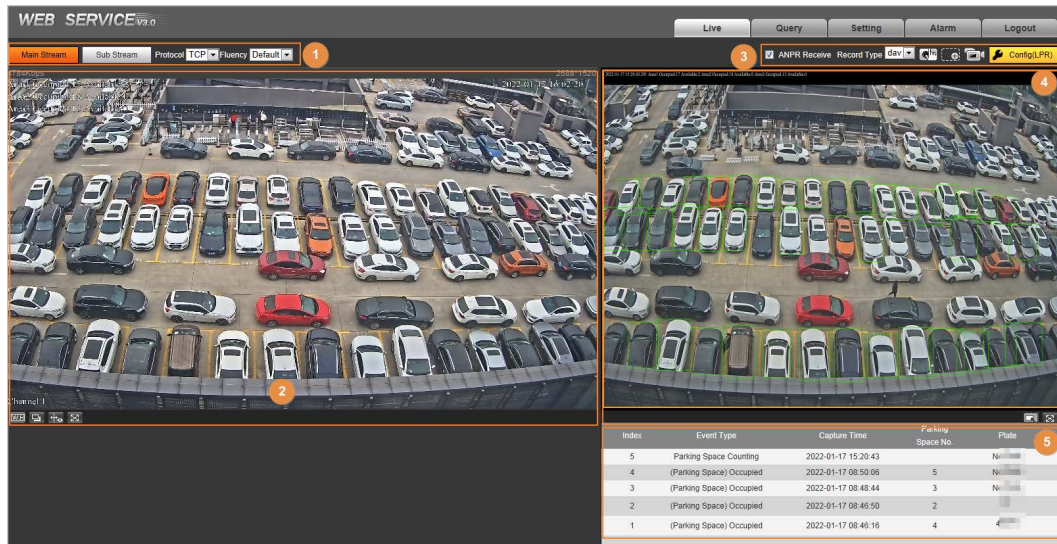 WEB SERVICE V3.0
Live Query Setting Alarm Logout
Main Stream Sub Stream Protocol TCP Fluency Default 1
3 ANPR Receive Record Type dav Config(LPR)
2022-01-17 16:02:20
4
2
Channel 1
5
Index Event Type Capture Time Parking Space No. Plate
5 Parking Space Counting 2022-01-17 15:20:43
4 (Parking Space) Occupied 2022-01-17 08:50:06 5
3 (Parking Space) Occupied 2022-01-17 08:48:44 3
2 (Parking Space) Occupied 2022-01-17 08:46:50 2
1 (Parking Space) Occupied 2022-01-17 08:46:16 4